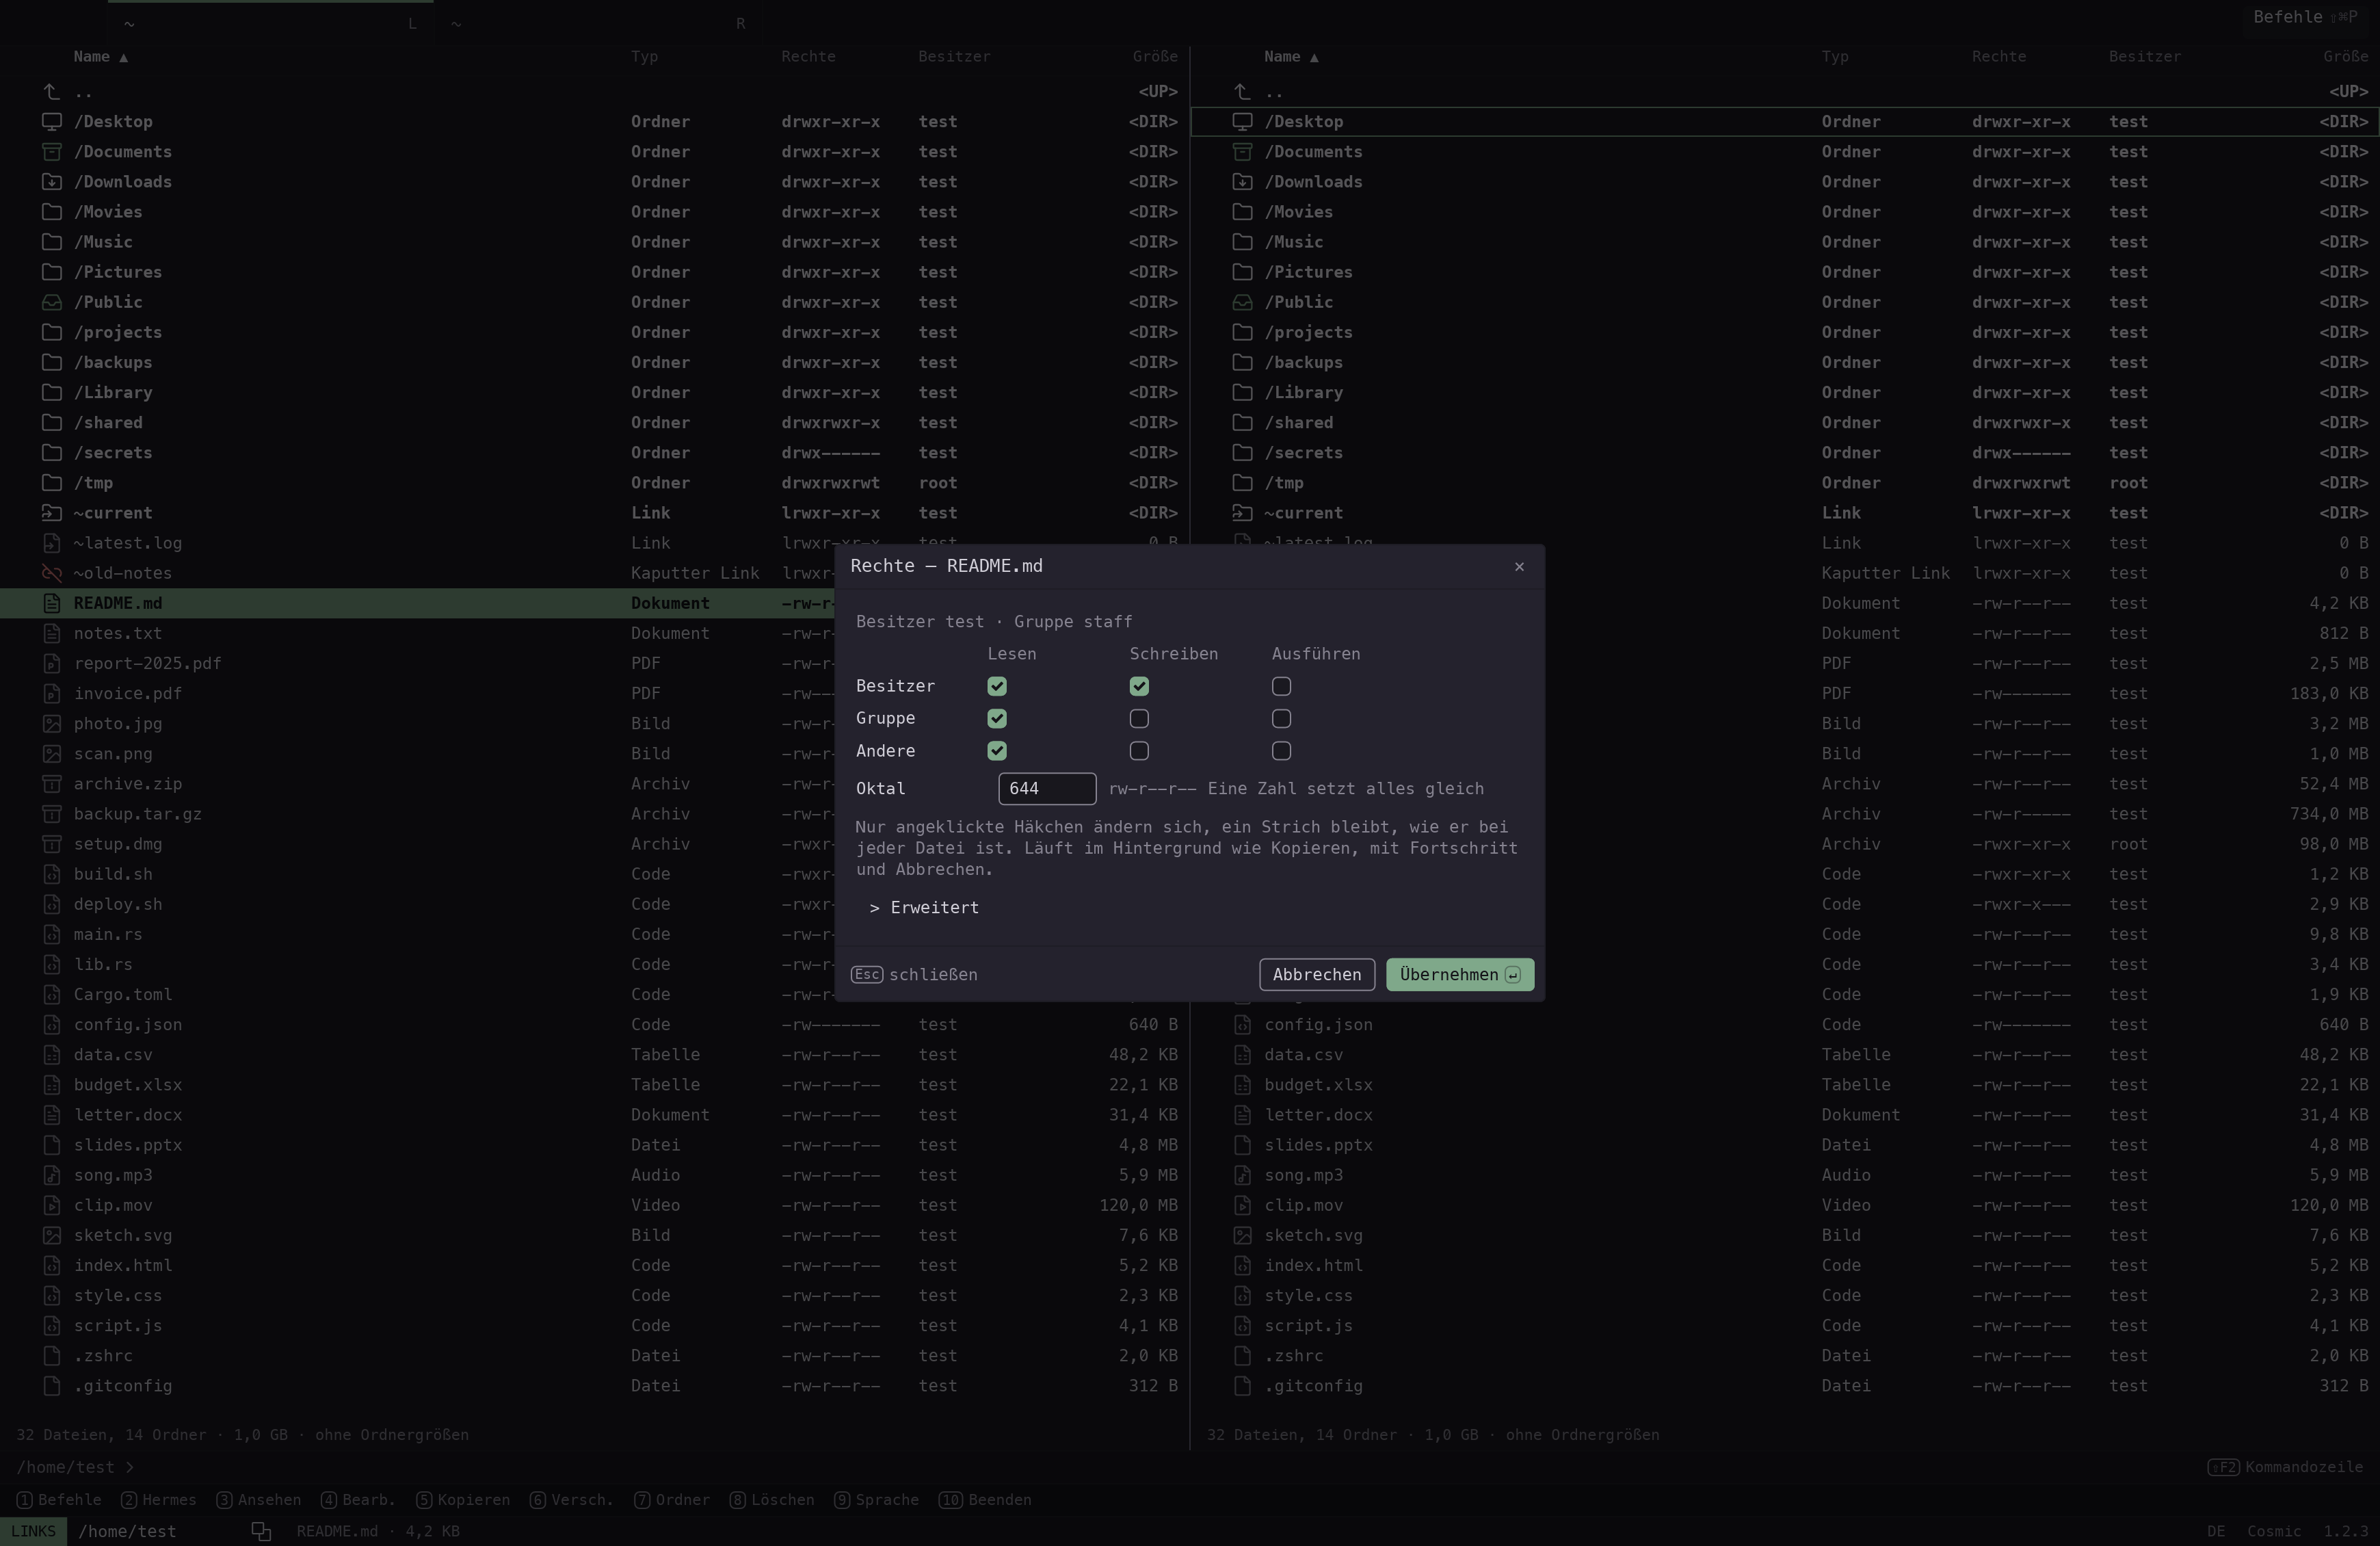 ~ L ~ R Befehle ⇧⌘P
Name ▲ Typ Rechte Besitzer Größe Name ▲ Typ Rechte Besitzer Größe
.. <UP> .. <UP>
/Desktop Ordner drwxr-xr-x test <DIR> /Desktop Ordner drwxr-xr-x test <DIR>
/Documents Ordner drwxr-xr-x test <DIR> /Documents Ordner drwxr-xr-x test <DIR>
/Downloads Ordner drwxr-xr-x test <DIR> /Downloads Ordner drwxr-xr-x test <DIR>
/Movies Ordner drwxr-xr-x test <DIR> /Movies Ordner drwxr-xr-x test <DIR>
/Music Ordner drwxr-xr-x test <DIR> /Music Ordner drwxr-xr-x test <DIR>
/Pictures Ordner drwxr-xr-x test <DIR> /Pictures Ordner drwxr-xr-x test <DIR>
/Public Ordner drwxr-xr-x test <DIR> /Public Ordner drwxr-xr-x test <DIR>
/projects Ordner drwxr-xr-x test <DIR> /projects Ordner drwxr-xr-x test <DIR>
/backups Ordner drwxr-xr-x test <DIR> /backups Ordner drwxr-xr-x test <DIR>
/Library Ordner drwxr-xr-x test <DIR> /Library Ordner drwxr-xr-x test <DIR>
/shared Ordner drwxrwxr-x test <DIR> /shared Ordner drwxrwxr-x test <DIR>
/secrets Ordner drwx------ test <DIR> /secrets Ordner drwx------ test <DIR>
/tmp Ordner drwxrwxrwt root <DIR> /tmp Ordner drwxrwxrwt root <DIR>
~current Link lrwxr-xr-x test <DIR> ~current Link lrwxr-xr-x test <DIR>
~latest.log Link lrwxr-xr-x test 0 B ~latest.log Link lrwxr-xr-x test 0 B
~old-notes Kaputter Link lrwxr- Kaputter Link lrwxr-xr-x test 0 B
README.md Dokument -rw-r- Dokument -rw-r--r-- test 4,2 KB
notes.txt Dokument -rw-r- Dokument -rw-r--r-- test 812 B
report-2025.pdf PDF -rw-r- PDF -rw-r--r-- test 2,5 MB
invoice.pdf PDF -rw--- PDF -rw------- test 183,0 KB
photo.jpg Bild -rw-r- Bild -rw-r--r-- test 3,2 MB
scan.png Bild -rw-r- Bild -rw-r--r-- test 1,0 MB
archive.zip Archiv -rw-r- Archiv -rw-r--r-- test 52,4 MB
backup.tar.gz Archiv -rw-r- Archiv -rw-r--r-- test 734,0 MB
setup.dmg Archiv -rwxr- Archiv -rwxr-xr-x root 98,0 MB
build.sh Code -rwxr- Code -rwxr-xr-x test 1,2 KB
deploy.sh Code -rwxr- Code -rwxr-x--- test 2,9 KB
main.rs Code -rw-r- Code -rw-r--r-- test 9,8 KB
lib.rs Code -rw-r- Code -rw-r--r-- test 3,4 KB
Cargo.toml Code -rw-r- Code -rw-r--r-- test 1,9 KB
Rechte — README.md ×
Besitzer test · Gruppe staff
Lesen Schreiben Ausführen
Besitzer
Gruppe
Andere
Oktal 644 rw-r--r-- Eine Zahl setzt alles gleich
Nur angeklickte Häkchen ändern sich, ein Strich bleibt, wie er bei
jeder Datei ist. Läuft im Hintergrund wie Kopieren, mit Fortschritt
und Abbrechen.
> Erweitert
Esc schließen Abbrechen Übernehmen ↵
config.json Code -rw------- test 640 B config.json Code -rw------- test 640 B
data.csv Tabelle -rw-r--r-- test 48,2 KB data.csv Tabelle -rw-r--r-- test 48,2 KB
budget.xlsx Tabelle -rw-r--r-- test 22,1 KB budget.xlsx Tabelle -rw-r--r-- test 22,1 KB
letter.docx Dokument -rw-r--r-- test 31,4 KB letter.docx Dokument -rw-r--r-- test 31,4 KB
slides.pptx Datei -rw-r--r-- test 4,8 MB slides.pptx Datei -rw-r--r-- test 4,8 MB
song.mp3 Audio -rw-r--r-- test 5,9 MB song.mp3 Audio -rw-r--r-- test 5,9 MB
clip.mov Video -rw-r--r-- test 120,0 MB clip.mov Video -rw-r--r-- test 120,0 MB
sketch.svg Bild -rw-r--r-- test 7,6 KB sketch.svg Bild -rw-r--r-- test 7,6 KB
index.html Code -rw-r--r-- test 5,2 KB index.html Code -rw-r--r-- test 5,2 KB
style.css Code -rw-r--r-- test 2,3 KB style.css Code -rw-r--r-- test 2,3 KB
script.js Code -rw-r--r-- test 4,1 KB script.js Code -rw-r--r-- test 4,1 KB
.zshrc Datei -rw-r--r-- test 2,0 KB .zshrc Datei -rw-r--r-- test 2,0 KB
.gitconfig Datei -rw-r--r-- test 312 B .gitconfig Datei -rw-r--r-- test 312 B
32 Dateien, 14 Ordner · 1,0 GB · ohne Ordnergrößen 32 Dateien, 14 Ordner · 1,0 GB · ohne Ordnergrößen
/home/test > ⇧F2 Kommandozeile
1 Befehle 2 Hermes 3 Ansehen 4 Bearb. 5 Kopieren 6 Versch. 7 Ordner 8 Löschen 9 Sprache 10 Beenden
LINKS /home/test README.md · 4,2 KB DE Cosmic 1.2.3